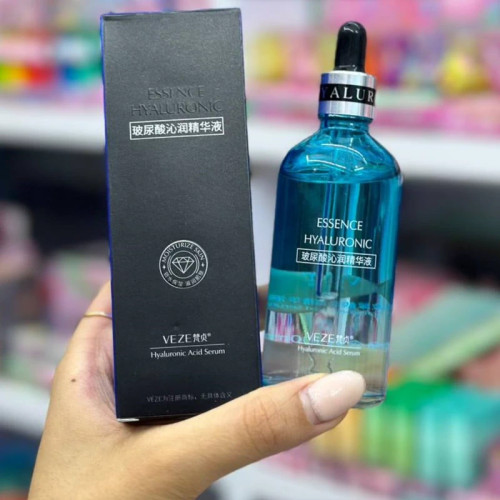 ESSENCE
HYALURONIC
玻尿酸沁润精华液
MOISTURIZE SKIN
VEZE梵贞®
Hyaluronic Acid Serum
HYALUR
ESSENCE
HYALURONIC
玻尿酸沁润精华液
VEZE梵贞®
Hyaluronic Acid Serum